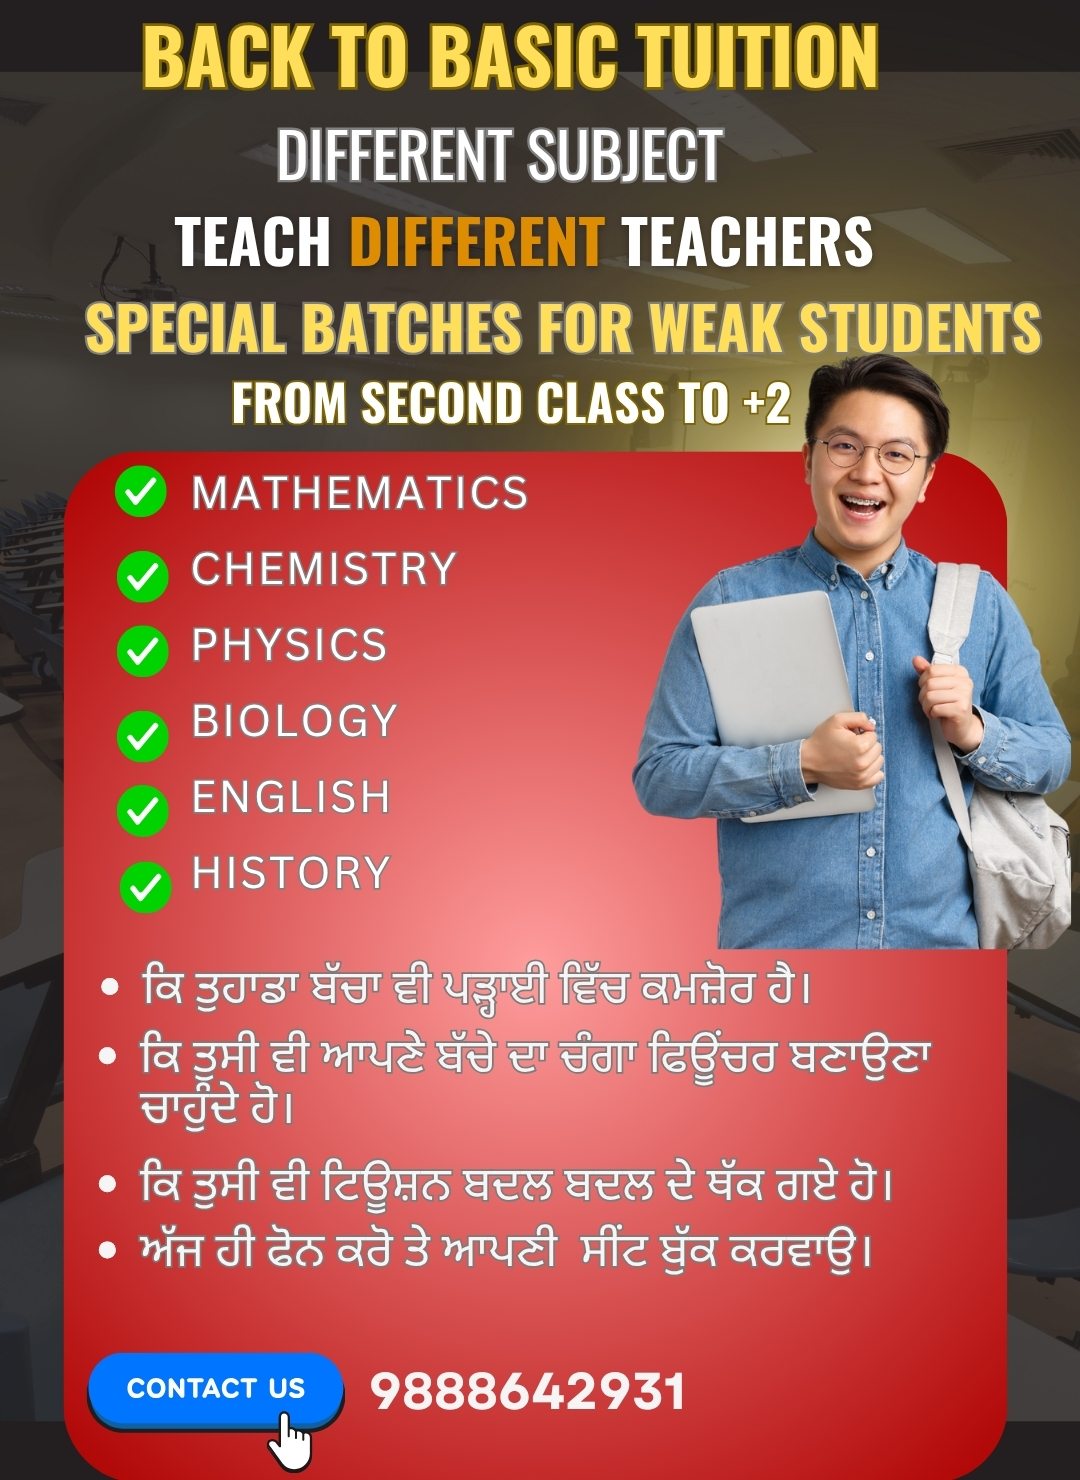 BACK TO BASIC TUITION
DIFFERENT SUBJECT
TEACH DIFFERENT TEACHERS
SPECIAL BATCHES FOR WEAK STUDENTS
FROM SECOND CLASS TO +2
MATHEMATICS
CHEMISTRY
PHYSICS
BIOLOGY
ENGLISH
HISTORY
• ਕਿ ਤੁਹਾਡਾ ਬੱਚਾ ਵੀ ਪੜ੍ਹਾਈ ਵਿੱਚ ਕਮਜ਼ੋਰ ਹੈ।
• ਕਿ ਤੁਸੀ ਵੀ ਆਪਣੇ ਬੱਚੇ ਦਾ ਚੰਗਾ ਫਿਊਂਚਰ ਬਣਾਉਣਾ
ਚਾਹੁੰਦੇ ਹੋ।
• ਕਿ ਤੁਸੀ ਵੀ ਟਿਊਸ਼ਨ ਬਦਲ ਬਦਲ ਦੇ ਥੱਕ ਗਏ ਹੋ।
• ਅੱਜ ਹੀ ਫੋਨ ਕਰੋ ਤੇ ਆਪਣੀ ਸੀਂਟ ਬੁੱਕ ਕਰਵਾਉ।
CONTACT US 9888642931